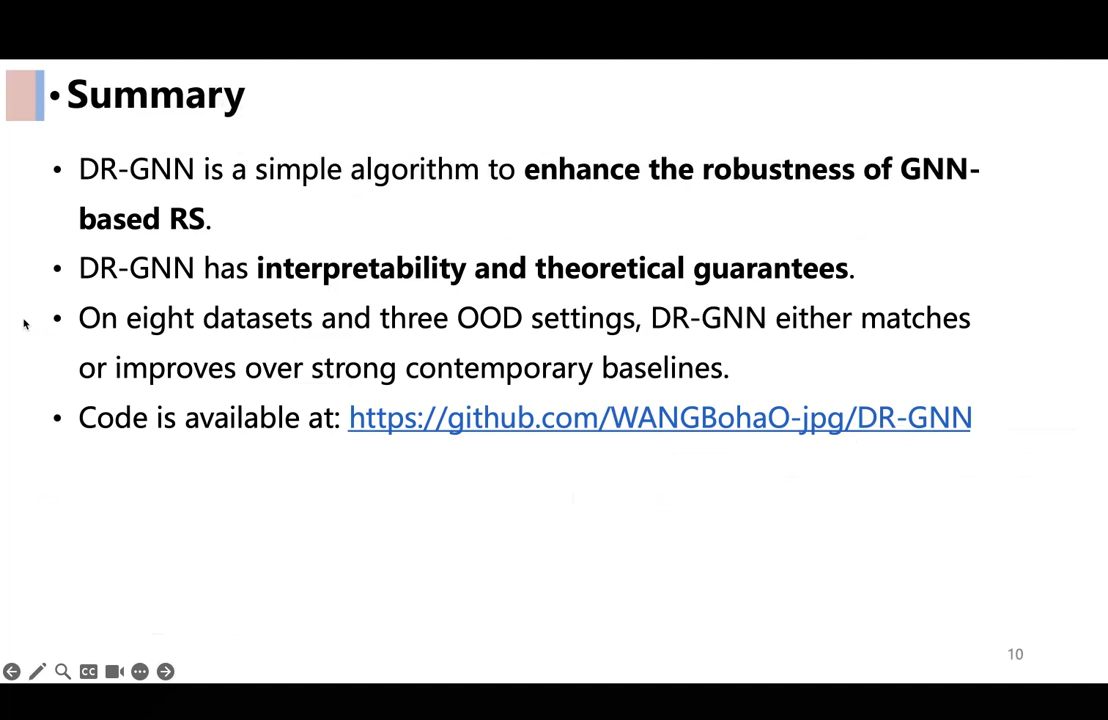 • Summary
• DR-GNN is a simple algorithm to enhance the robustness of GNN-
based RS.
• DR-GNN has interpretability and theoretical guarantees.
• On eight datasets and three OOD settings, DR-GNN either matches
or improves over strong contemporary baselines.
• Code is available at: https://github.com/WANGBohaO-jpg/DR-GNN
10
CC